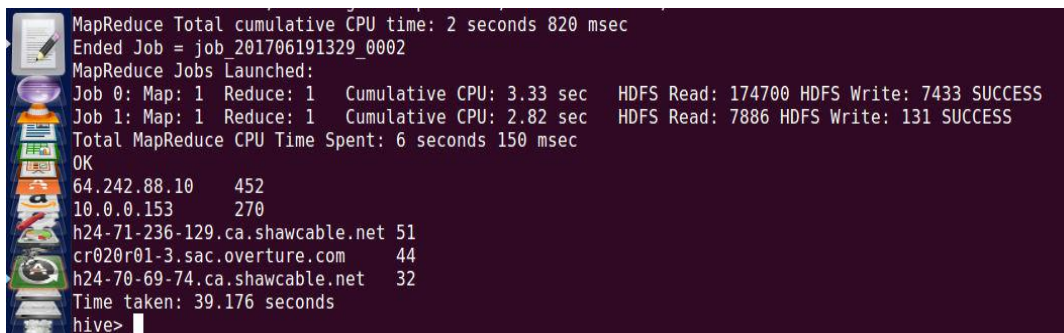 MapReduce Total cumulative CPU time: 2 seconds 820 msec
Ended Job = job_201706191329_0002
MapReduce Jobs Launched:
Job 0: Map: 1  Reduce: 1   Cumulative CPU: 3.33 sec   HDFS Read: 174700 HDFS Write: 7433 SUCCESS
Job 1: Map: 1  Reduce: 1   Cumulative CPU: 2.82 sec   HDFS Read: 7886 HDFS Write: 131 SUCCESS
Total MapReduce CPU Time Spent: 6 seconds 150 msec
OK
64.242.88.10    452
10.0.0.153      270
h24-71-236-129.ca.shawcable.net 51
cr020r01-3.sac.overture.com     44
h24-70-69-74.ca.shawcable.net   32
Time taken: 39.176 seconds
hive>